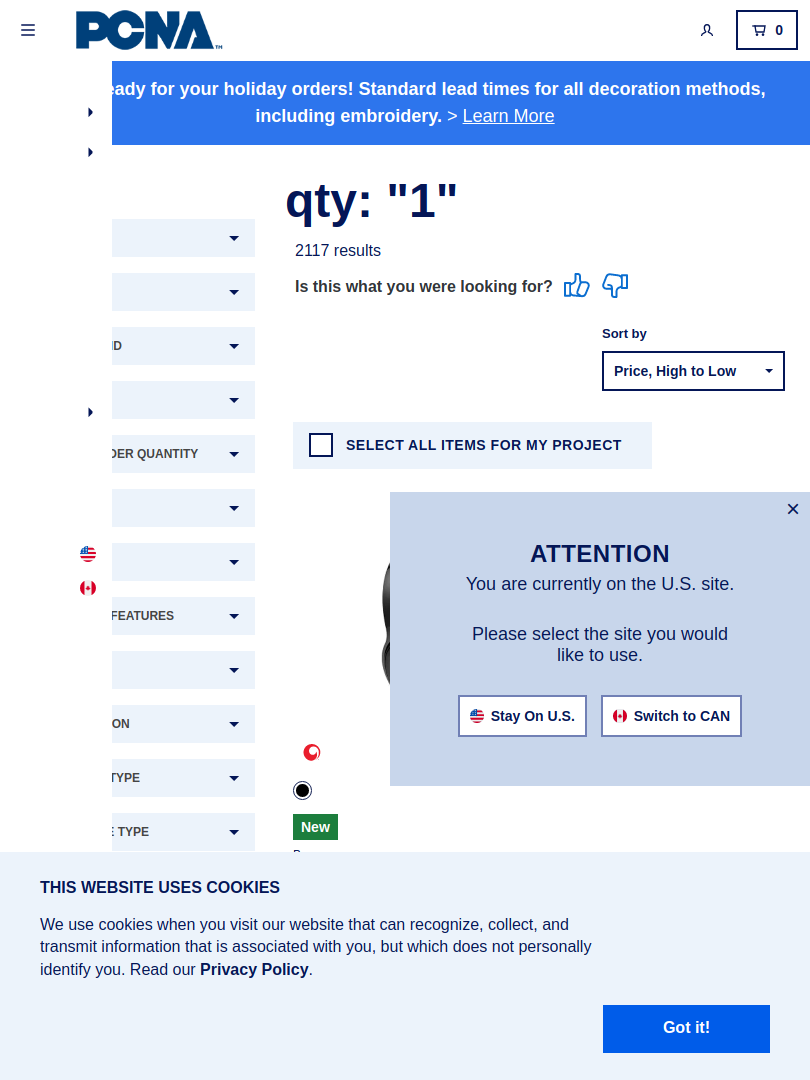 PCNA™
0
eady for your holiday orders! Standard lead times for all decoration methods,
including embroidery. > Learn More
qty: "1"
2117 results
Is this what you were looking for?
Sort by
Price, High to Low
SELECT ALL ITEMS FOR MY PROJECT
QUANTITY
FEATURES
TYPE
TYPE
ATTENTION
You are currently on the U.S. site.
Please select the site you would
like to use.
Stay On U.S.
Switch to CAN
New
THIS WEBSITE USES COOKIES
We use cookies when you visit our website that can recognize, collect, and
transmit information that is associated with you, but which does not personally
identify you. Read our Privacy Policy.
Got it!